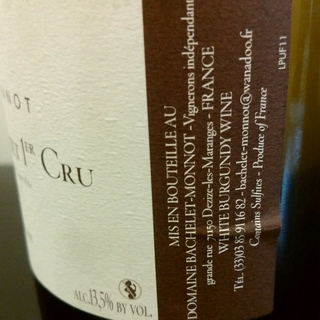 NOT
T 1ER CRU
ALC. 13,5% BY VOL.
MIS EN BOUTEILLE AU
DOMAINE BACHELET-MONNOT - Vignerons indépendant
grande rue 71150 Dezize-les-Maranges - FRANCE
WHITE BURGUNDY WINE
TÉL. (33)03 85 91 16 82 - bachelet-monnot@wanadoo.fr
Contains Sulfites - Produce of France
LPUF11